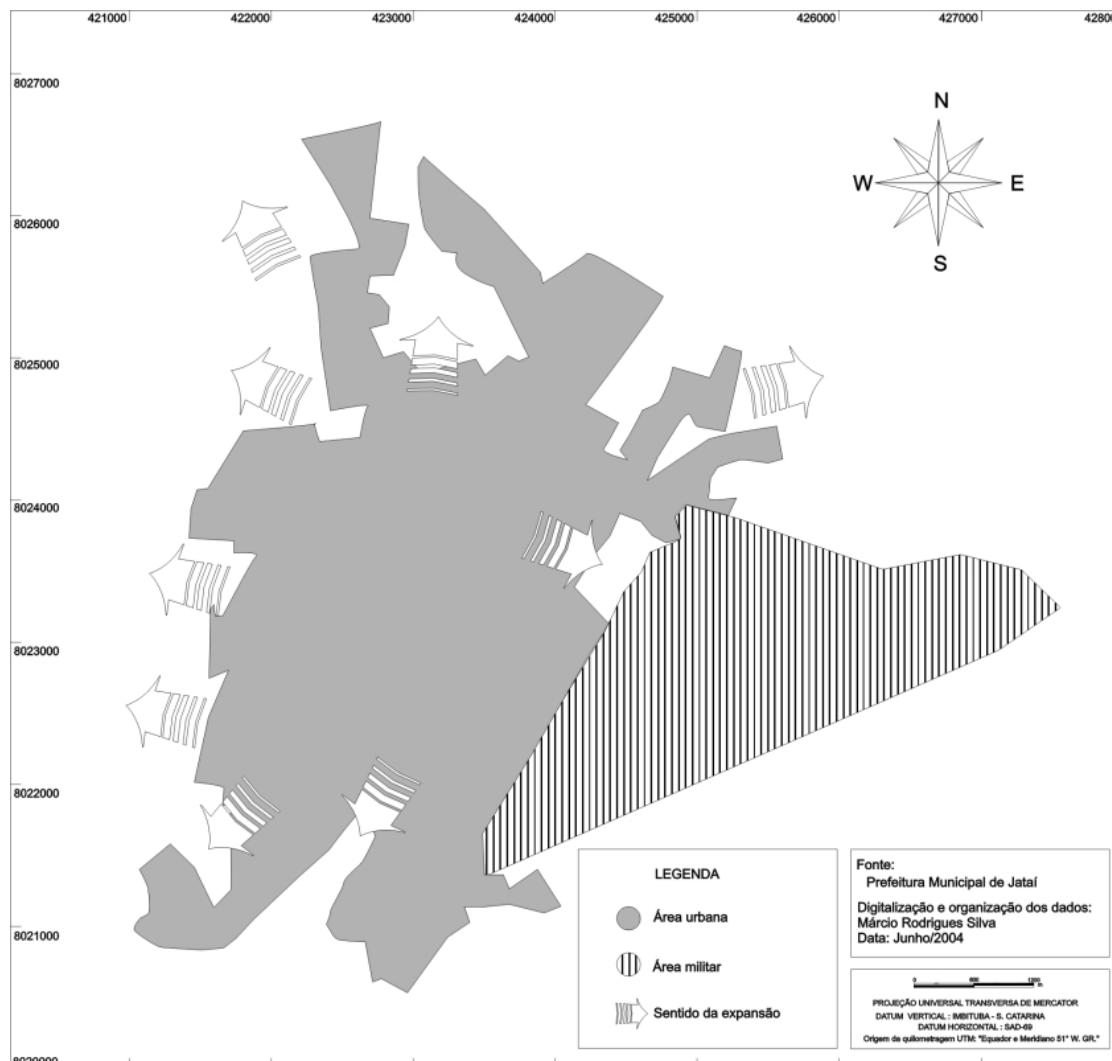 421000 422000 423000 424000 425000 426000 427000 42800
8027000
8026000
8025000
8024000
8023000
8022000
8021000
8020000
N
W E
S
LEGENDA
Área urbana
Área militar
Sentido da expansão
Fonte:
Prefeitura Municipal de Jataí
Digitalização e organização dos dados:
Márcio Rodrigues Silva
Data: Junho/2004
0 600 1200
m
PROJEÇÃO UNIVERSAL TRANSVERSA DE MERCATOR
DATUM VERTICAL : IMBITUBA - S. CATARINA
DATUM HORIZONTAL : SAD-69
Origem da quilometragem UTM: "Equador e Meridiano 51° W. GR."